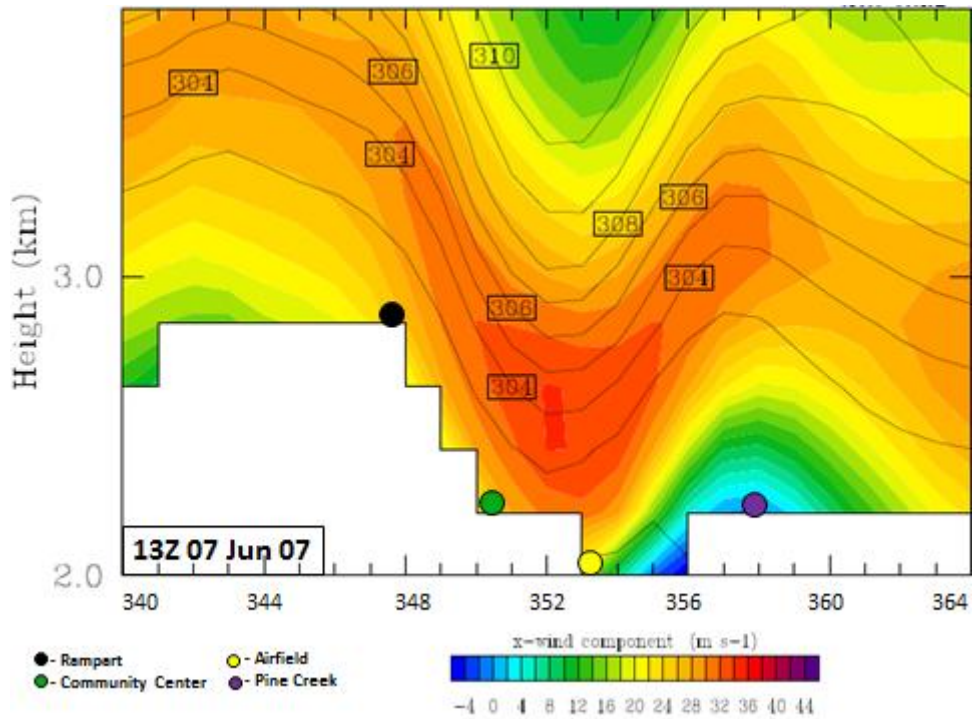 304
306
310
304
306
308
304
306
304
Height (km)
3.0
2.0
13Z 07 Jun 07
340 344 348 352 356 360 364
- Rampart
- Airfield
- Community Center
- Pine Creek
x-wind component (m s-1)
-4 0 4 8 12 16 20 24 28 32 36 40 44